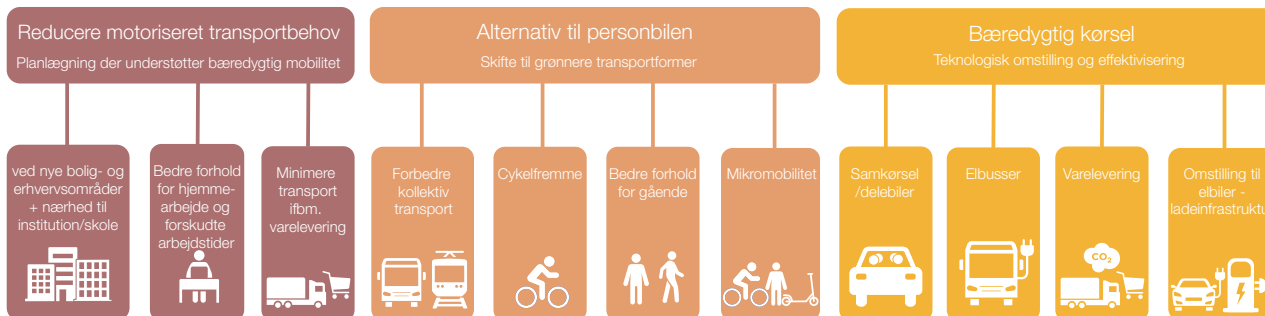 Reducere motoriseret transportbehov
Planlægning der understøtter bæredygtig mobilitet
ved nye bolig- og
erhvervsområder
+ nærhed til
institution/skole
Bedre forhold
for hjemme-
arbejde og
forskudte
arbejdstider
Minimere
transport
ifbm.
varelevering
Alternativ til personbilen
Skifte til grønnere transportformer
Forbedre
kollektiv
transport
Cykelfremme
Bedre forhold
for gående
Mikromobilitet
Bæredygtig kørsel
Teknologisk omstilling og effektivisering
Samkørsel
/delebiler
Elbusser
Varelevering
CO2
Omstilling til
elbiler -
ladeinfrastruktu